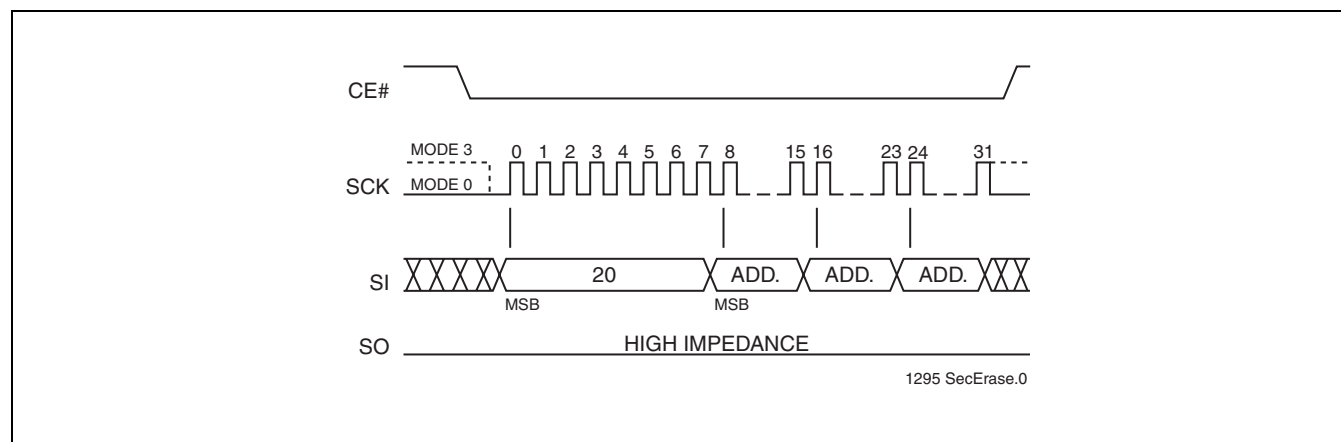 CE#
MODE 3
0 1 2 3 4 5 6 7 8 15 16 23 24 31
SCK
MODE 0
SI
20 ADD. ADD. ADD.
MSB MSB
SO
HIGH IMPEDANCE
1295 SecErase.0